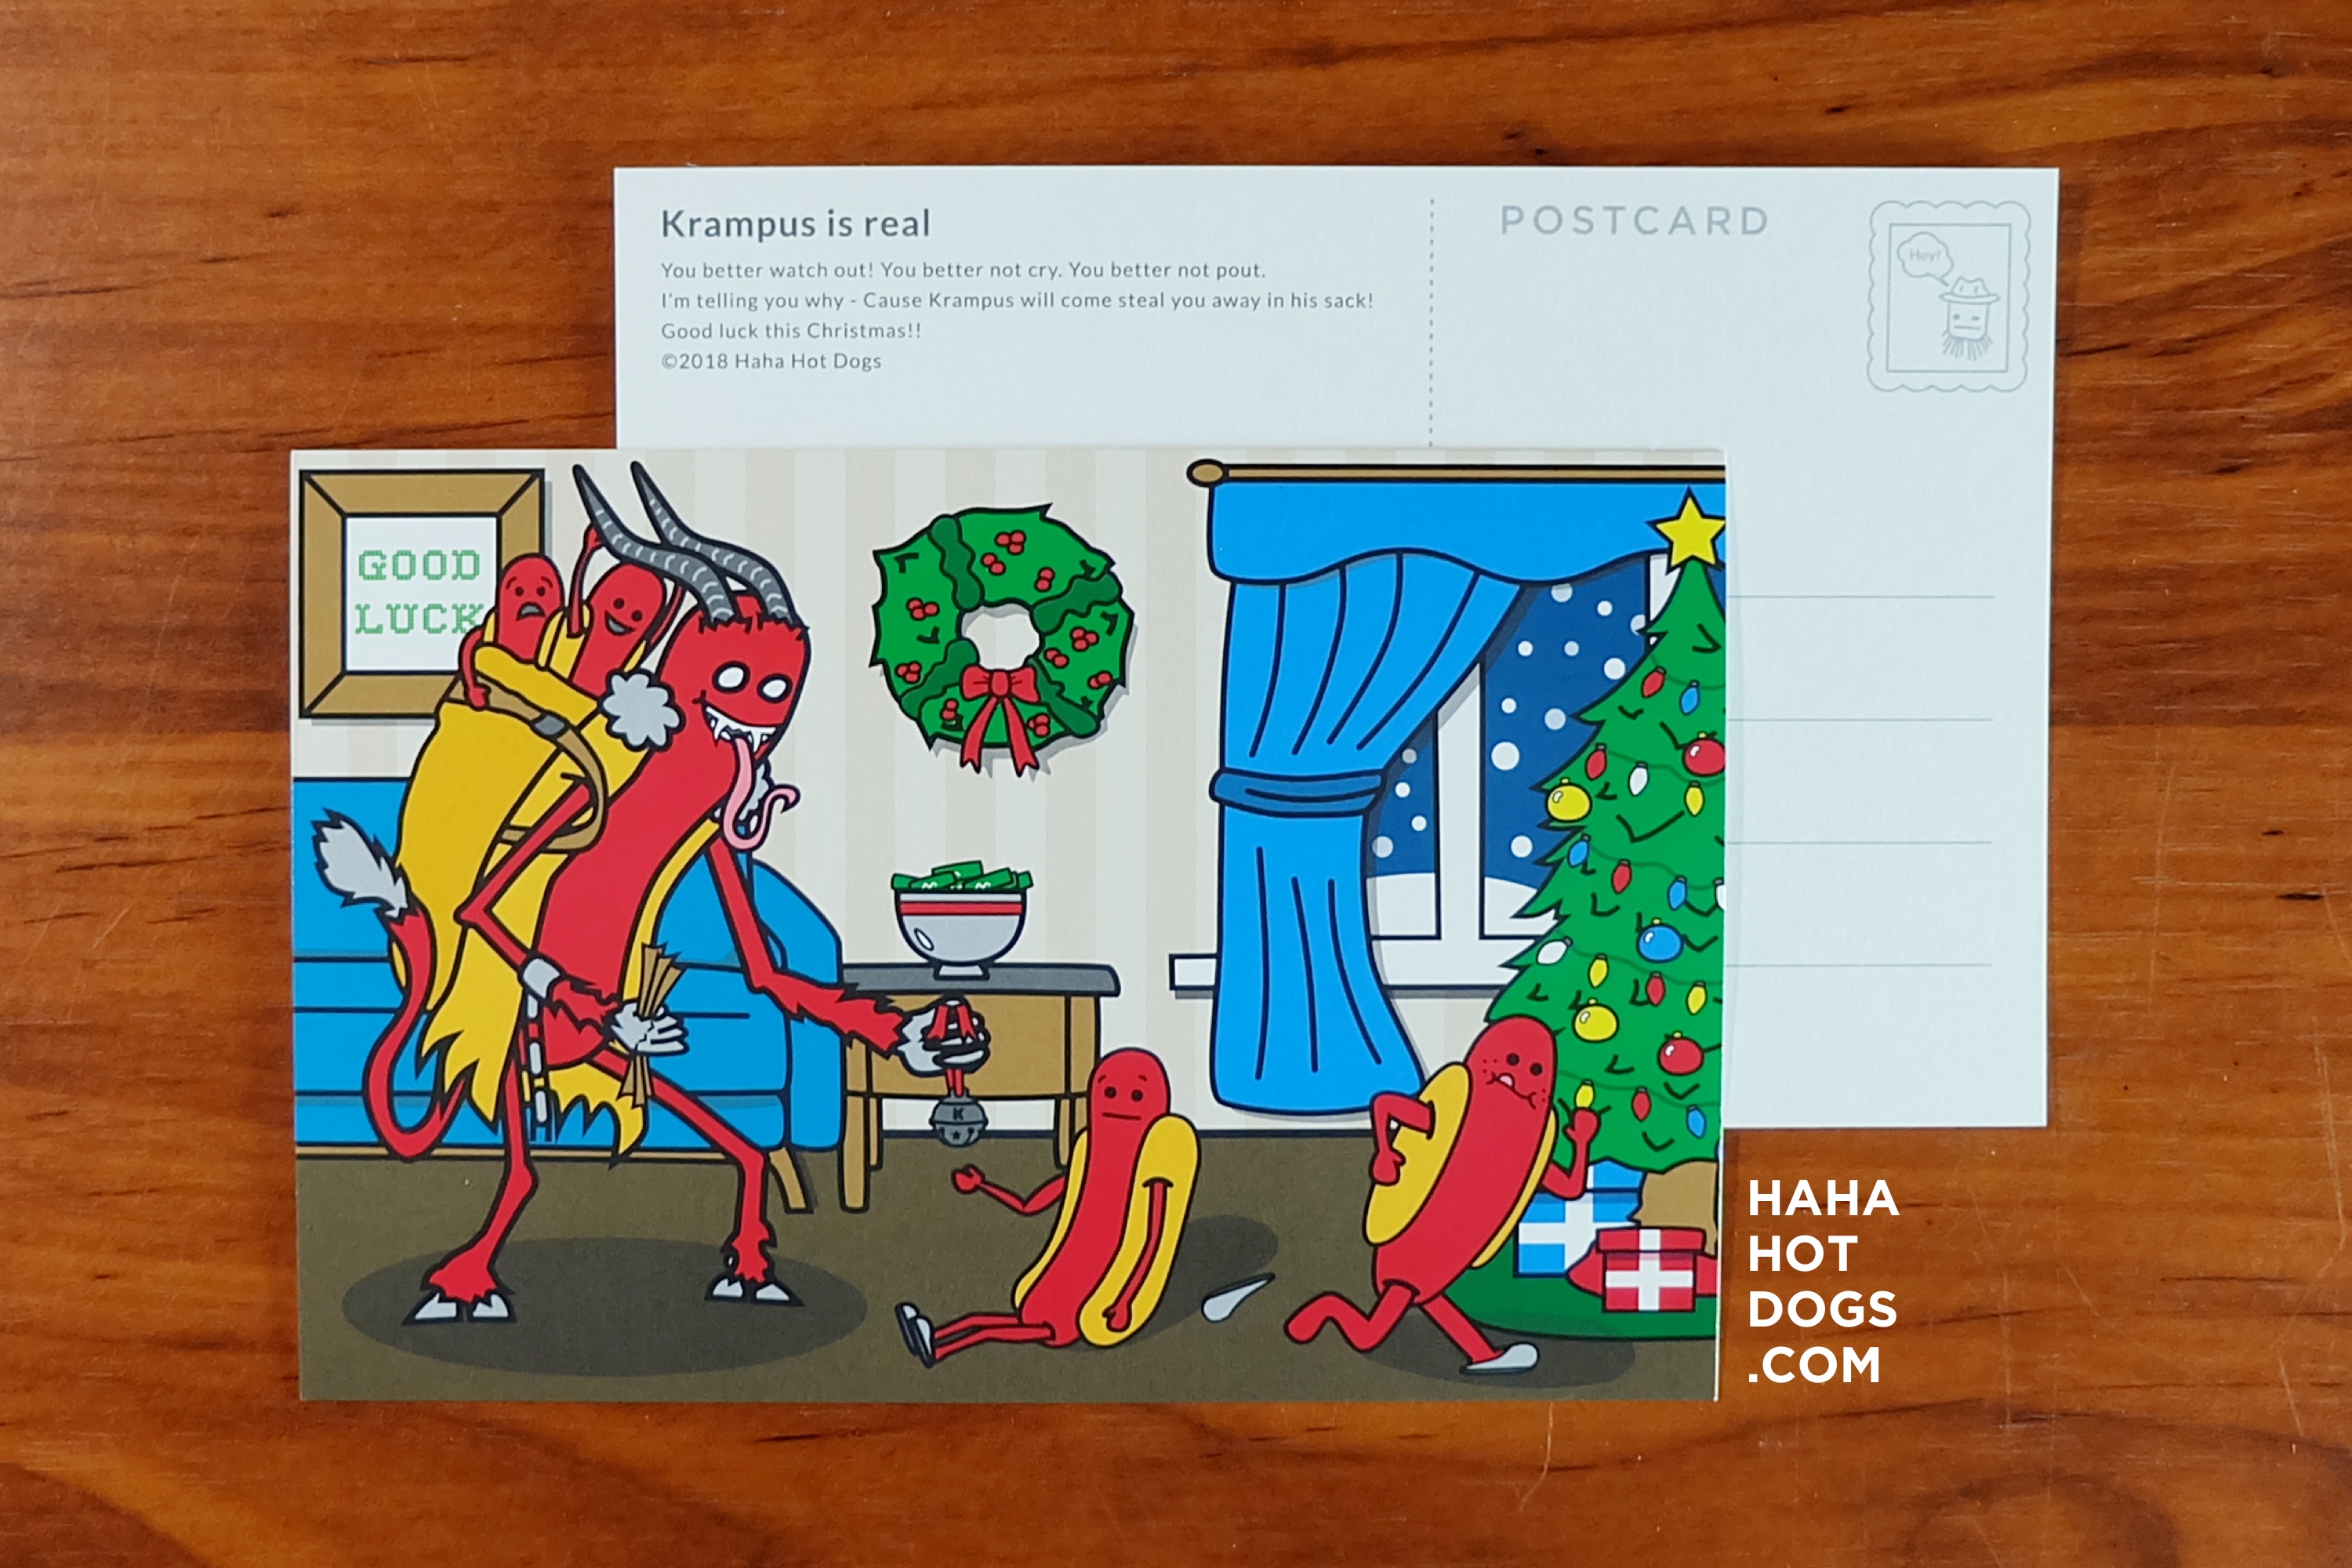 Krampus is real
You better watch out! You better not cry. You better not pout.
I'm telling you why - Cause Krampus will come steal you away in his sack!
Good luck this Christmas!!
©2018 Haha Hot Dogs
POSTCARD
Hey!
GOOD
LUCK
K
HAHA
HOT
DOGS
.COM